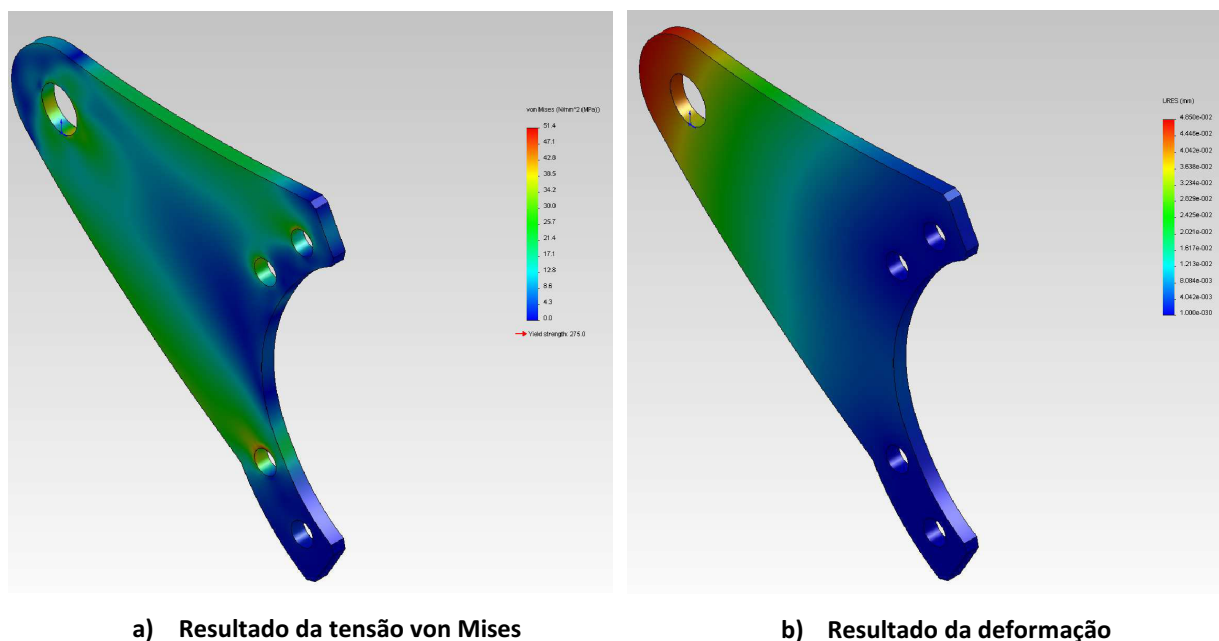 von Mises (N/mm^2 (MPa))
51.4
47.1
42.8
38.5
34.2
30.0
25.7
21.4
17.1
12.8
8.6
4.3
0.0
Yield strength: 275.0
URES (mm)
4.850e-002
4.446e-002
4.042e-002
3.638e-002
3.234e-002
2.829e-002
2.425e-002
2.021e-002
1.617e-002
1.213e-002
8.084e-003
4.042e-003
1.000e-030
a) Resultado da tensão von Mises
b) Resultado da deformação